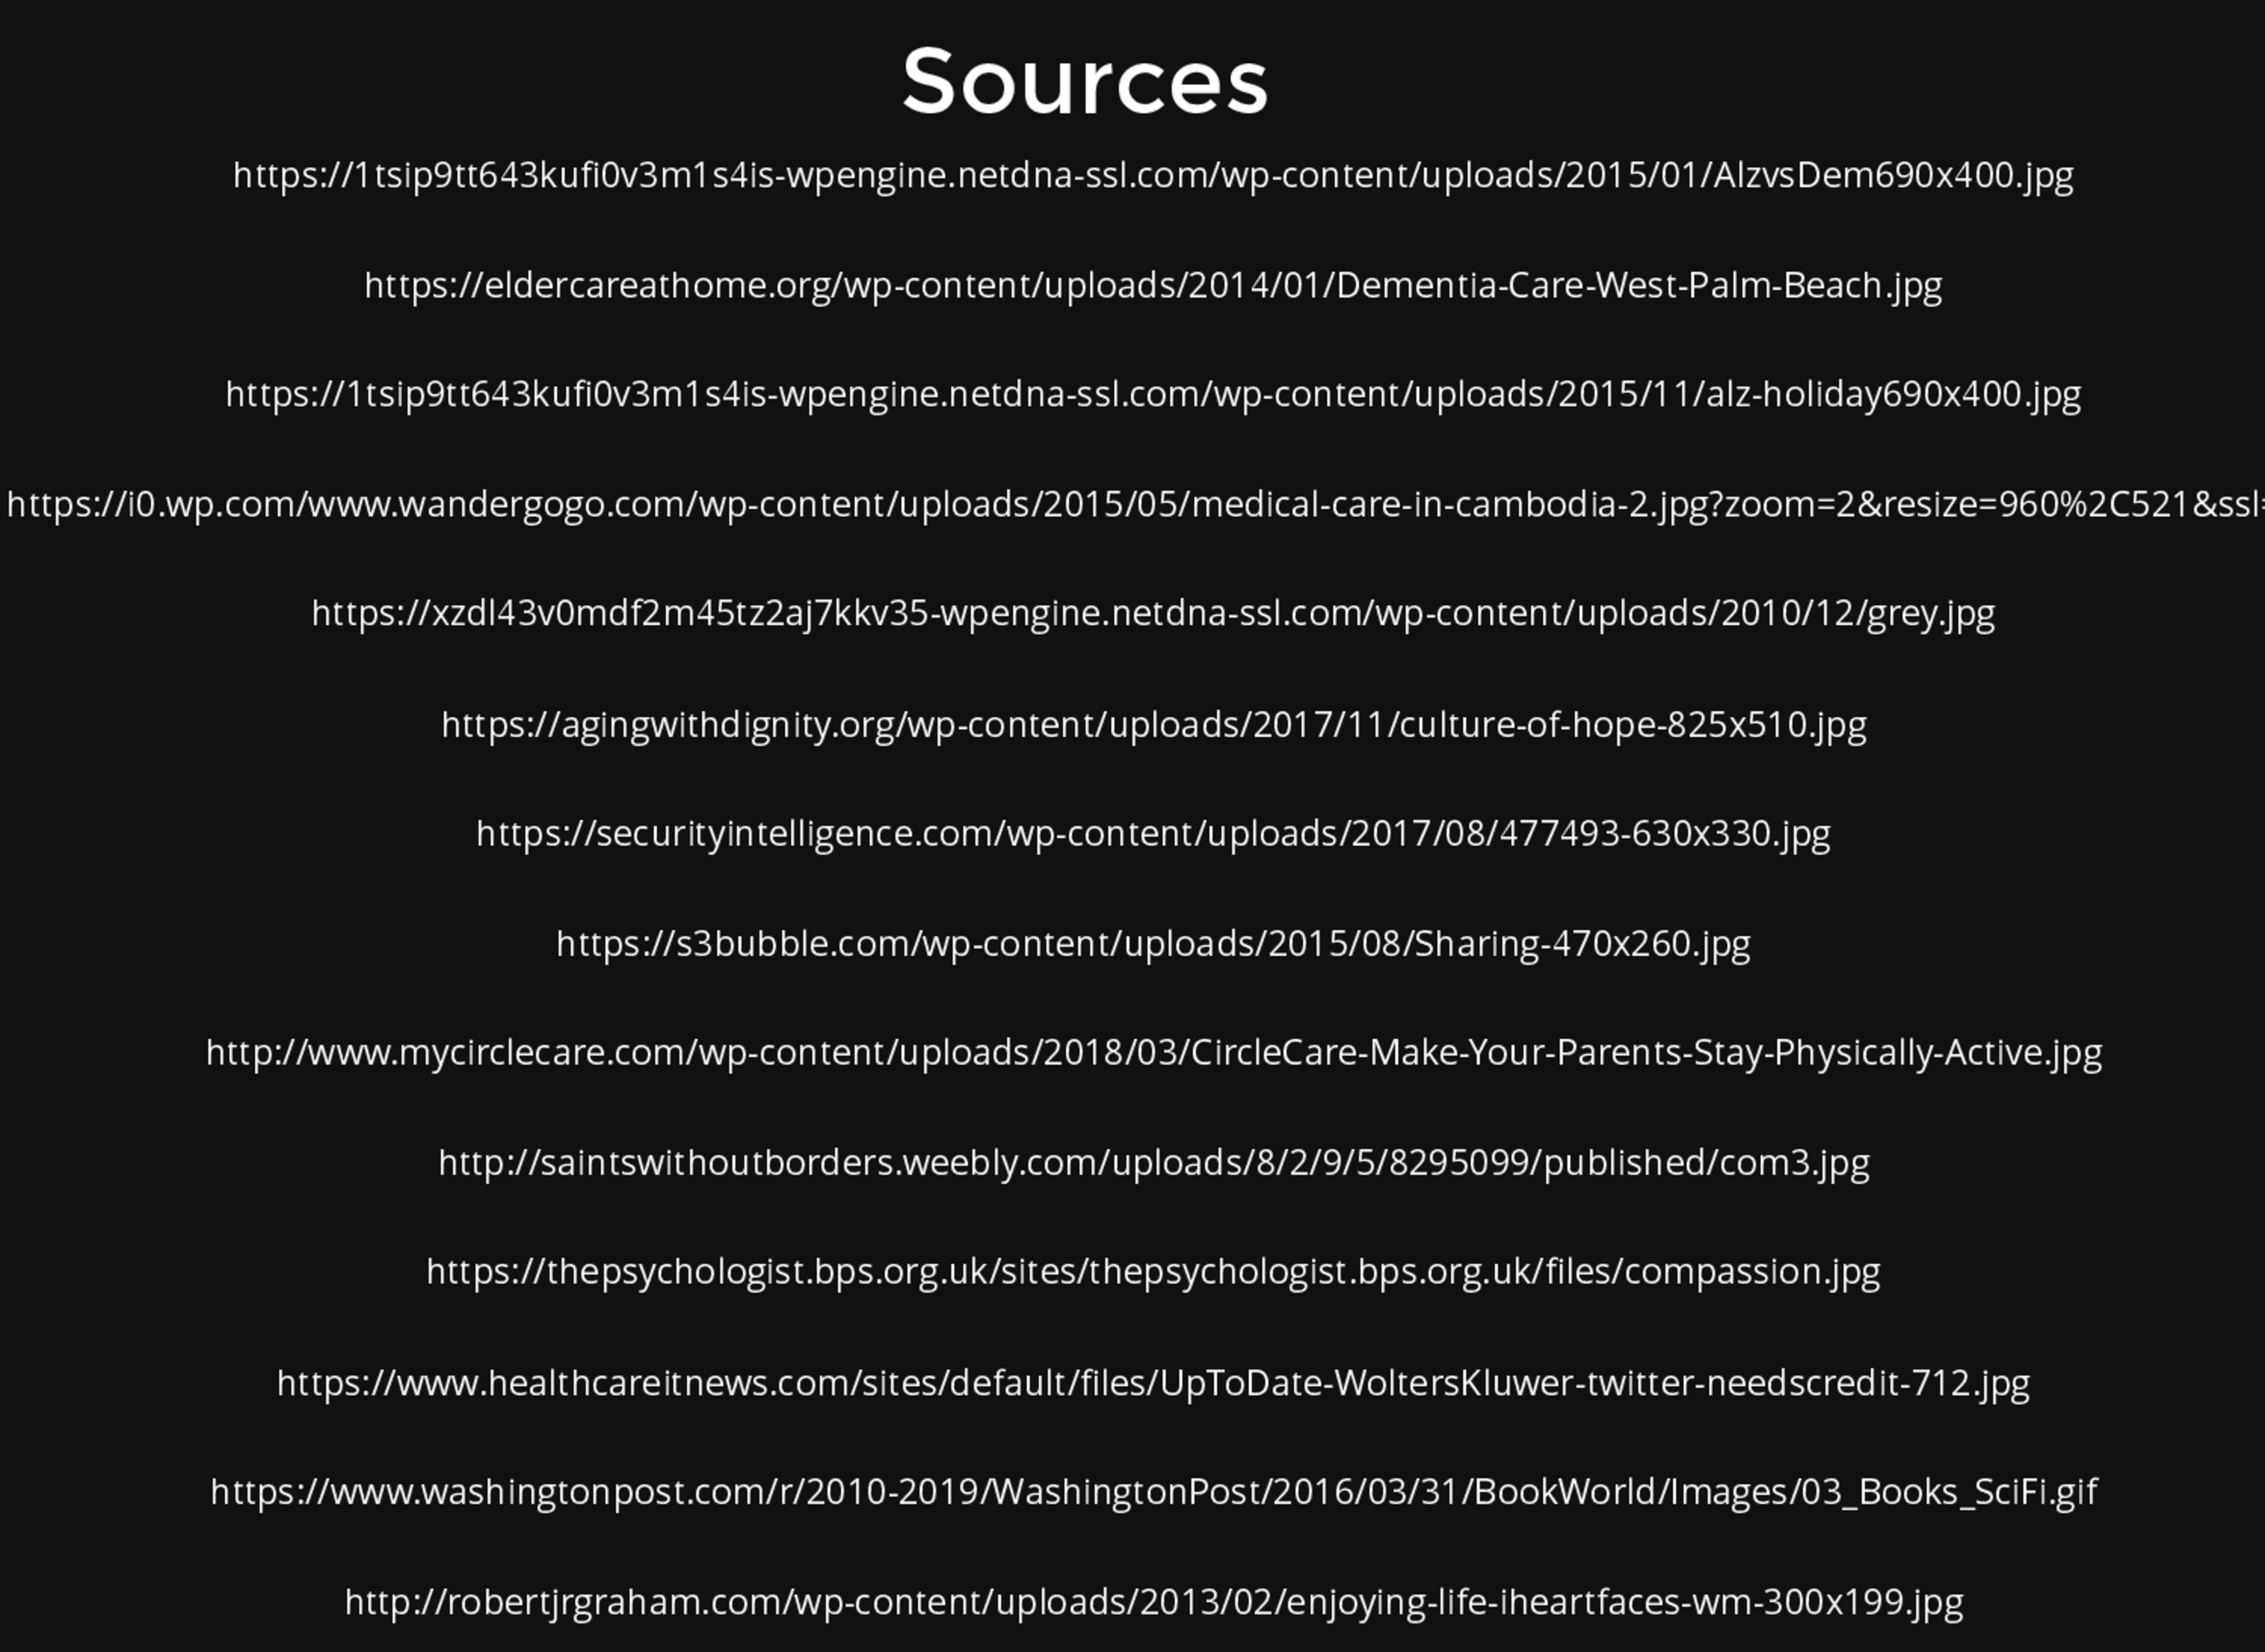 Sources
https://1tsip9tt643kufi0v3m1s4is-wpengine.netdna-ssl.com/wp-content/uploads/2015/01/AlzvsDem690x400.jpg
https://eldercareathome.org/wp-content/uploads/2014/01/Dementia-Care-West-Palm-Beach.jpg
https://1tsip9tt643kufi0v3m1s4is-wpengine.netdna-ssl.com/wp-content/uploads/2015/11/alz-holiday690x400.jpg
https://i0.wp.com/www.wandergogo.com/wp-content/uploads/2015/05/medical-care-in-cambodia-2.jpg?zoom=2&resize=960%2C521&ssl=
https://xzdl43v0mdf2m45tz2aj7kkv35-wpengine.netdna-ssl.com/wp-content/uploads/2010/12/grey.jpg
https://agingwithdignity.org/wp-content/uploads/2017/11/culture-of-hope-825x510.jpg
https://securityintelligence.com/wp-content/uploads/2017/08/477493-630x330.jpg
https://s3bubble.com/wp-content/uploads/2015/08/Sharing-470x260.jpg
http://www.mycirclecare.com/wp-content/uploads/2018/03/CircleCare-Make-Your-Parents-Stay-Physically-Active.jpg
http://saintswithoutborders.weebly.com/uploads/8/2/9/5/8295099/published/com3.jpg
https://thepsychologist.bps.org.uk/sites/thepsychologist.bps.org.uk/files/compassion.jpg
https://www.healthcareitnews.com/sites/default/files/UpToDate-WoltersKluwer-twitter-needscredit-712.jpg
https://www.washingtonpost.com/r/2010-2019/WashingtonPost/2016/03/31/BookWorld/Images/03_Books_SciFi.gif
http://robertjrgraham.com/wp-content/uploads/2013/02/enjoying-life-iheartfaces-wm-300x199.jpg